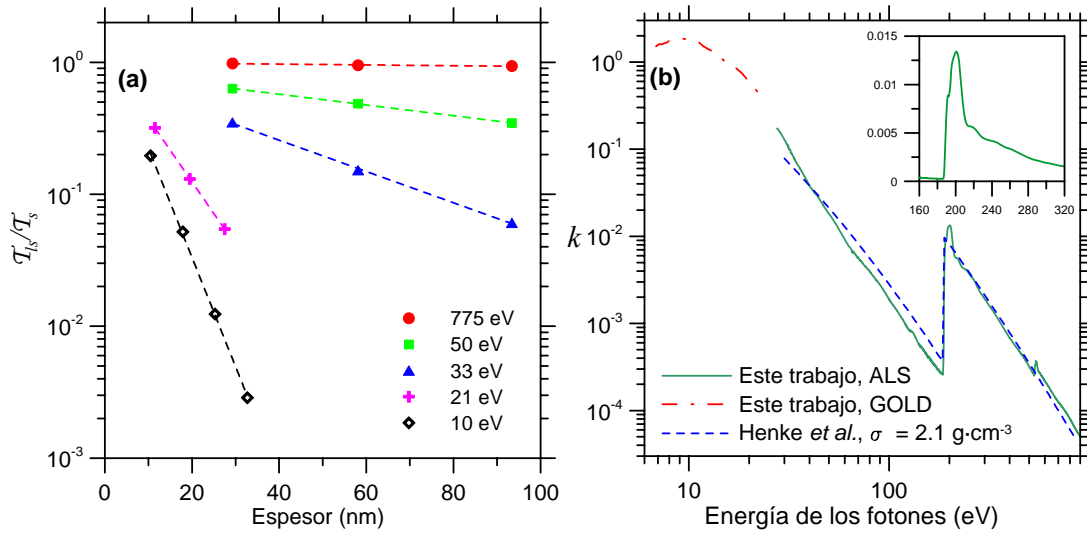 (a)
10⁰
10⁻¹
10⁻²
10⁻³
𝒯ₗₛ/𝒯ₛ
775 eV
50 eV
33 eV
21 eV
10 eV
0 20 40 60 80 100
Espesor (nm)
(b)
10⁰
10⁻¹
10⁻²
10⁻³
10⁻⁴
k
0.015
0.01
0.005
0
160 200 240 280 320
Este trabajo, ALS
Este trabajo, GOLD
Henke et al., σ = 2.1 g·cm⁻³
10 100
Energía de los fotones (eV)